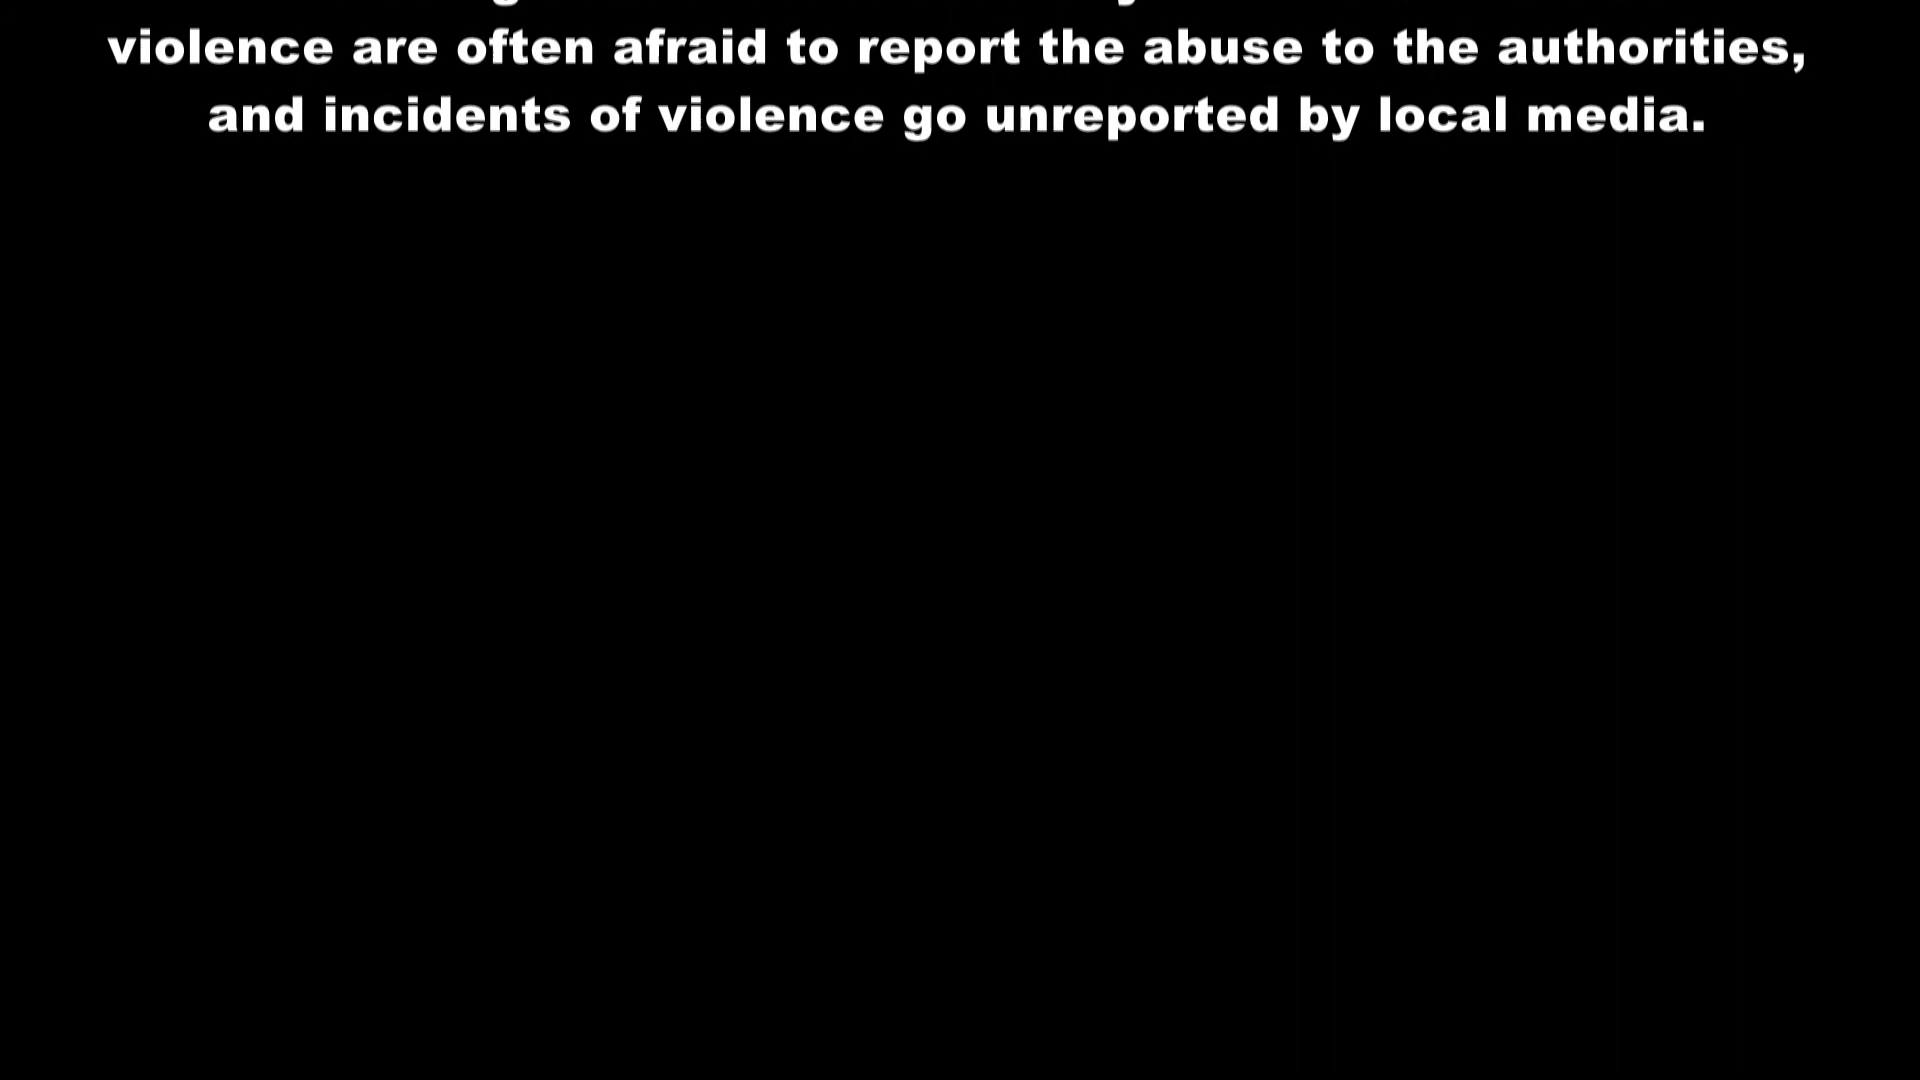 violence are often afraid to report the abuse to the authorities,
and incidents of violence go unreported by local media.